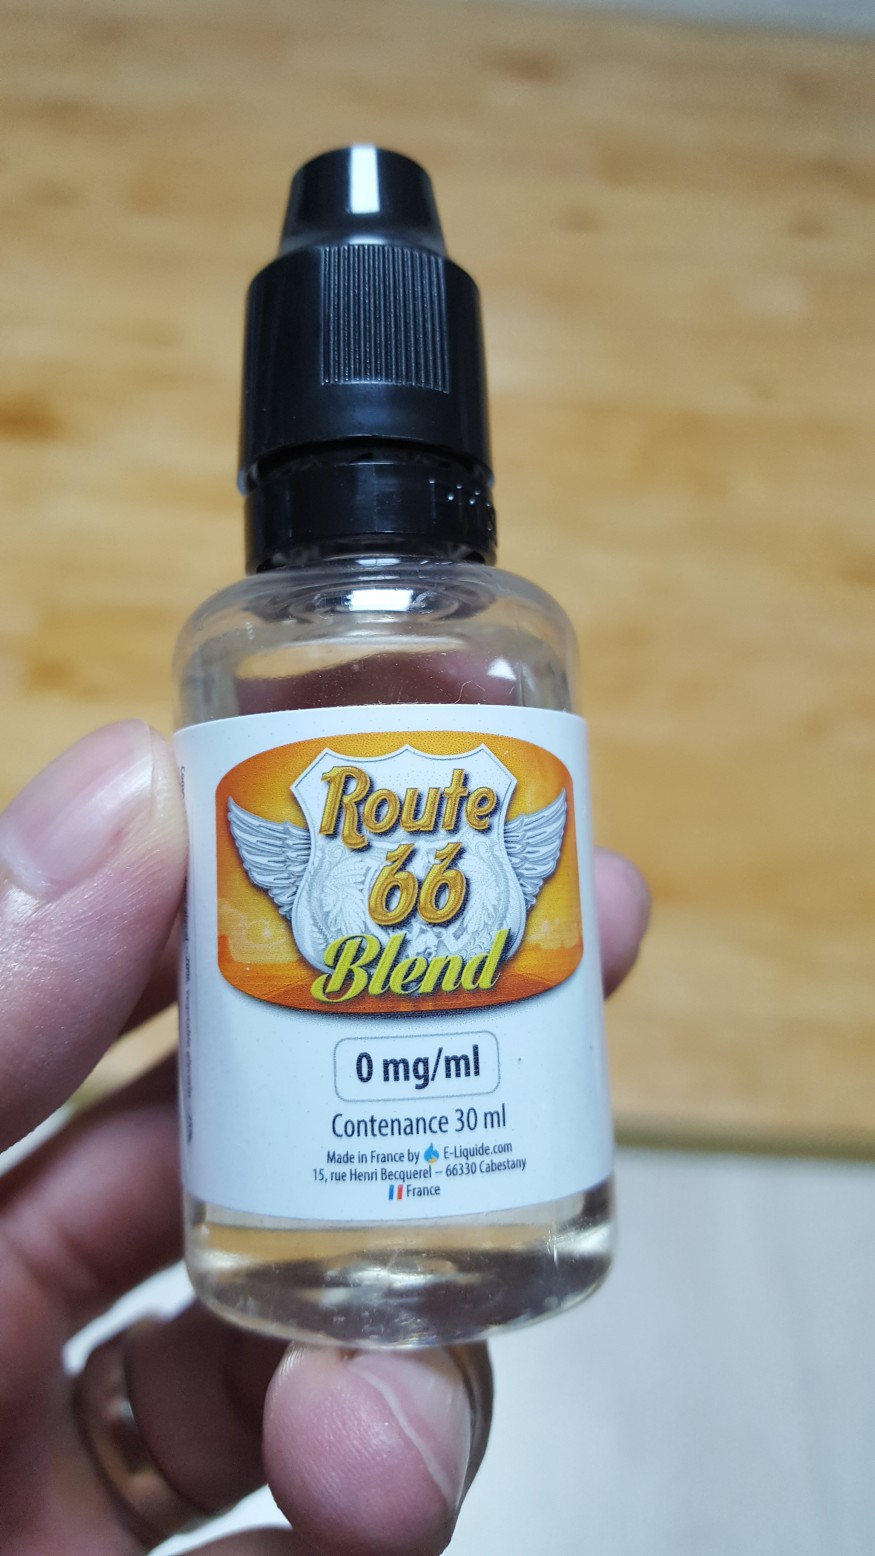 Route
66
Blend
0 mg/ml
Contenance 30 ml
Made in France by E-Liquide.com
15, rue Henri Becquerel – 66330 Cabestany
France